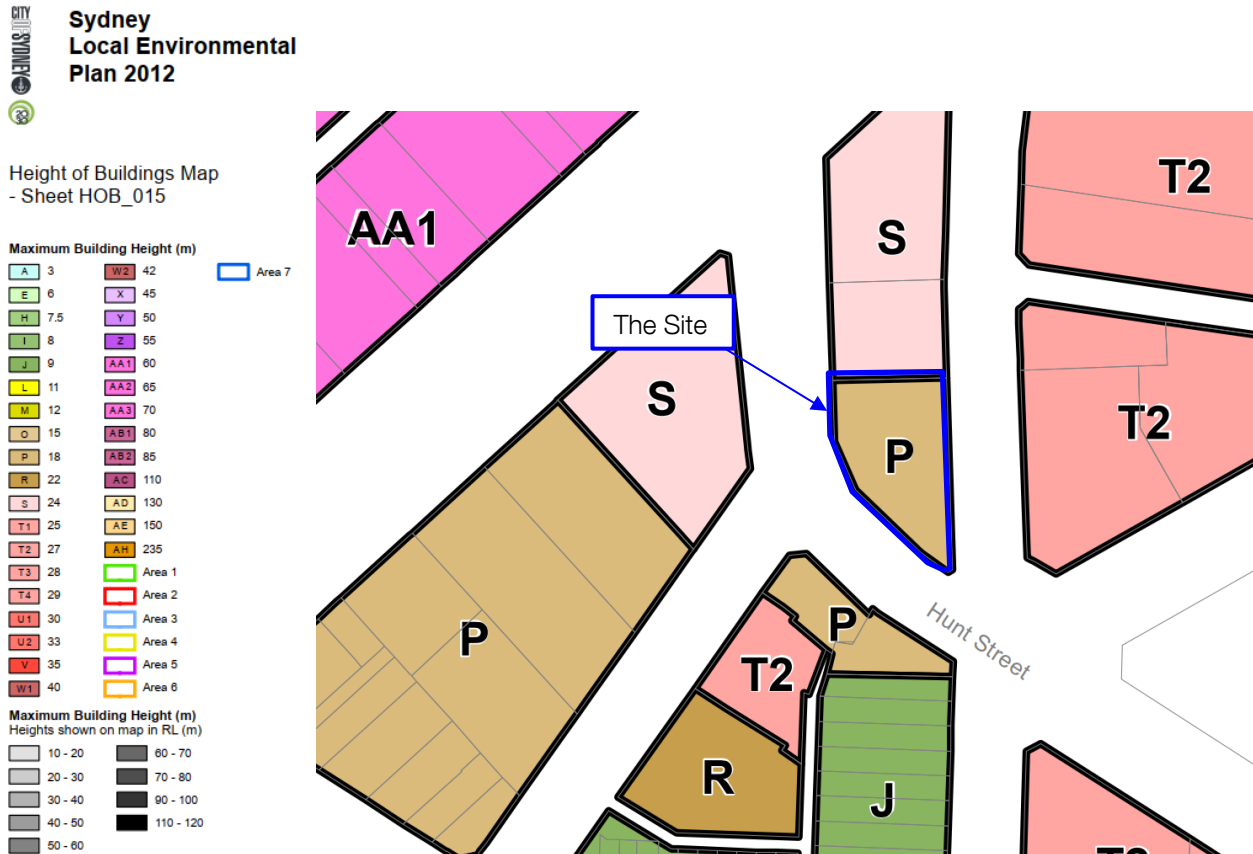 CITY OF SYDNEY
Sydney
Local Environmental
Plan 2012
Height of Buildings Map
- Sheet HOB_015
Maximum Building Height (m)
A 3
E 6
H 7.5
I 8
J 9
L 11
M 12
O 15
P 18
R 22
S 24
T1 25
T2 27
T3 28
T4 29
U1 30
U2 33
V 35
W1 40
W2 42
X 45
Y 50
Z 55
AA1 60
AA2 65
AA3 70
AB1 80
AB2 85
AC 110
AD 130
AE 150
AH 235
Area 1
Area 2
Area 3
Area 4
Area 5
Area 6
Area 7
Maximum Building Height (m)
Heights shown on map in RL (m)
10 - 20
20 - 30
30 - 40
40 - 50
50 - 60
60 - 70
70 - 80
90 - 100
110 - 120
AA1
S
T2
The Site
S
P
T2
P
P
Hunt Street
T2
R
J
T2